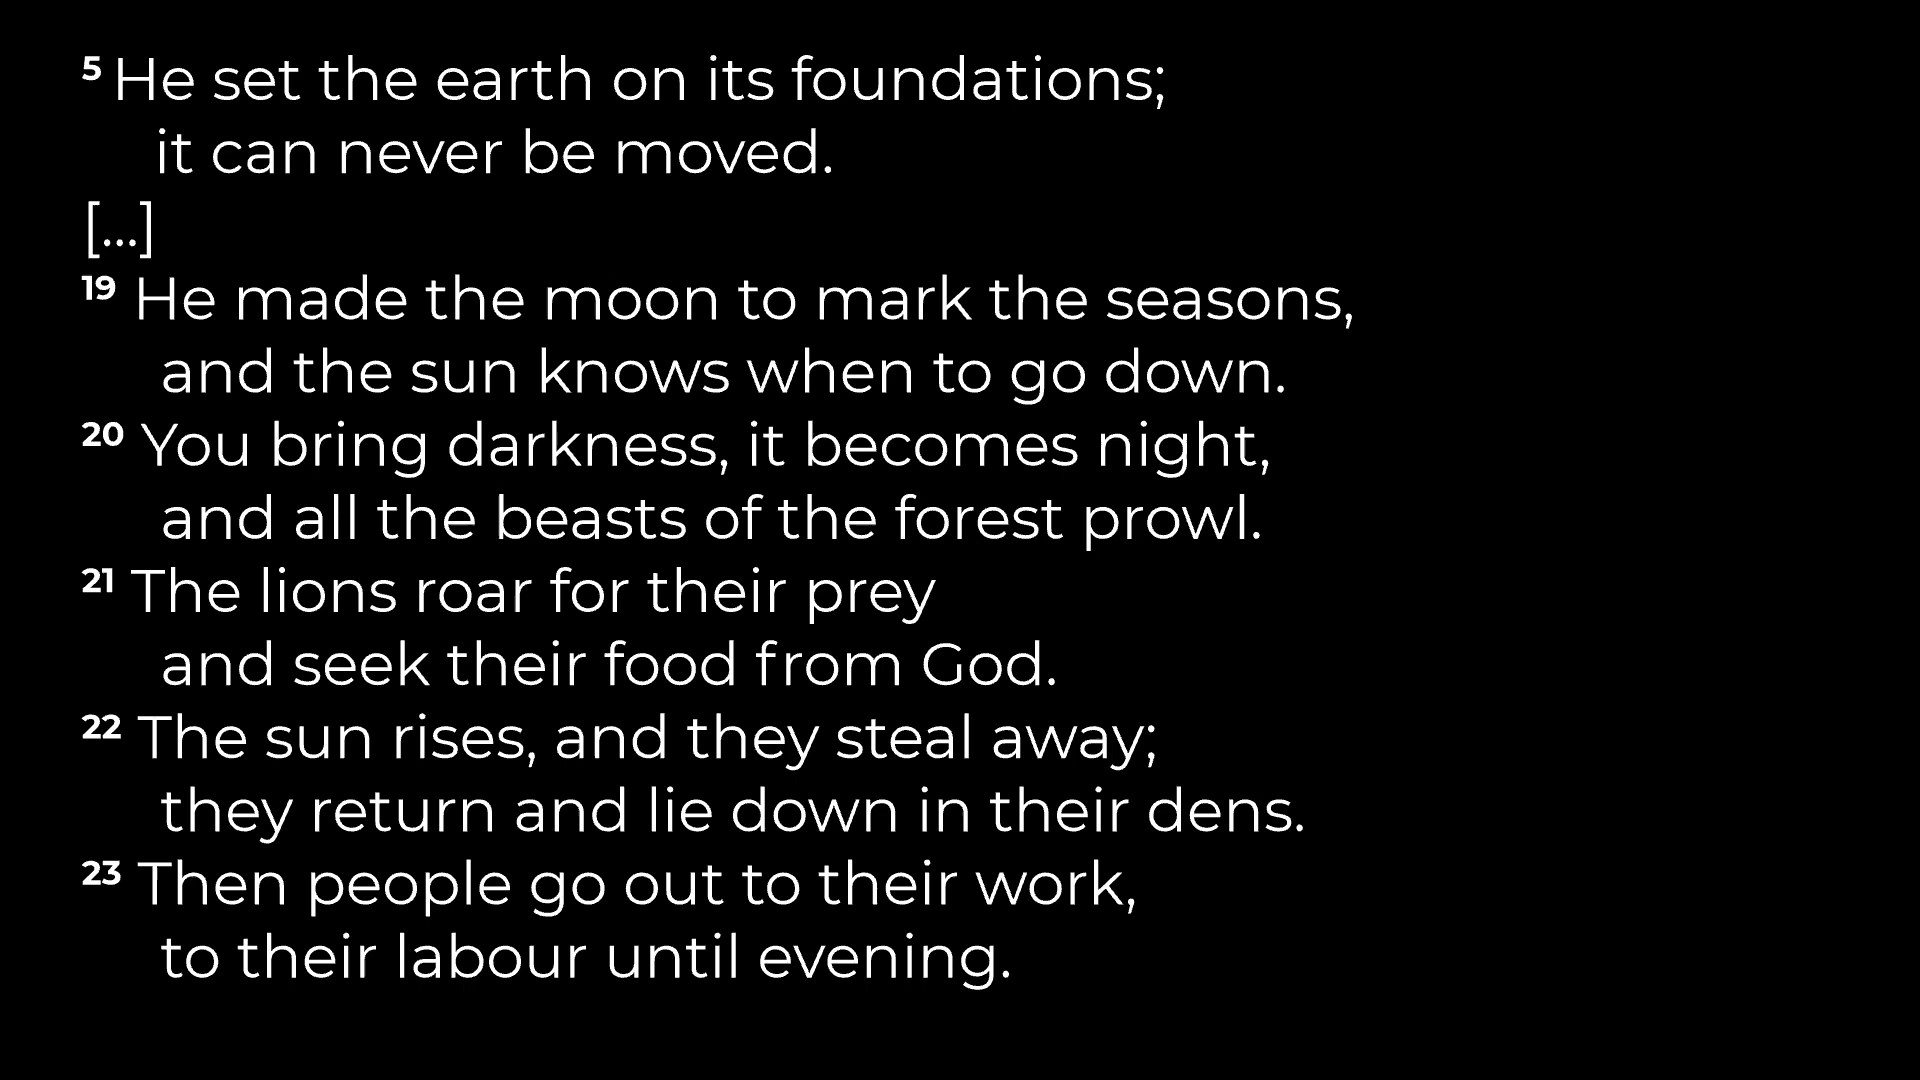 5 He set the earth on its foundations;
it can never be moved.
[...]
19 He made the moon to mark the seasons,
and the sun knows when to go down.
20 You bring darkness, it becomes night,
and all the beasts of the forest prowl.
21 The lions roar for their prey
and seek their food from God.
22 The sun rises, and they steal away;
they return and lie down in their dens.
23 Then people go out to their work,
to their labour until evening.